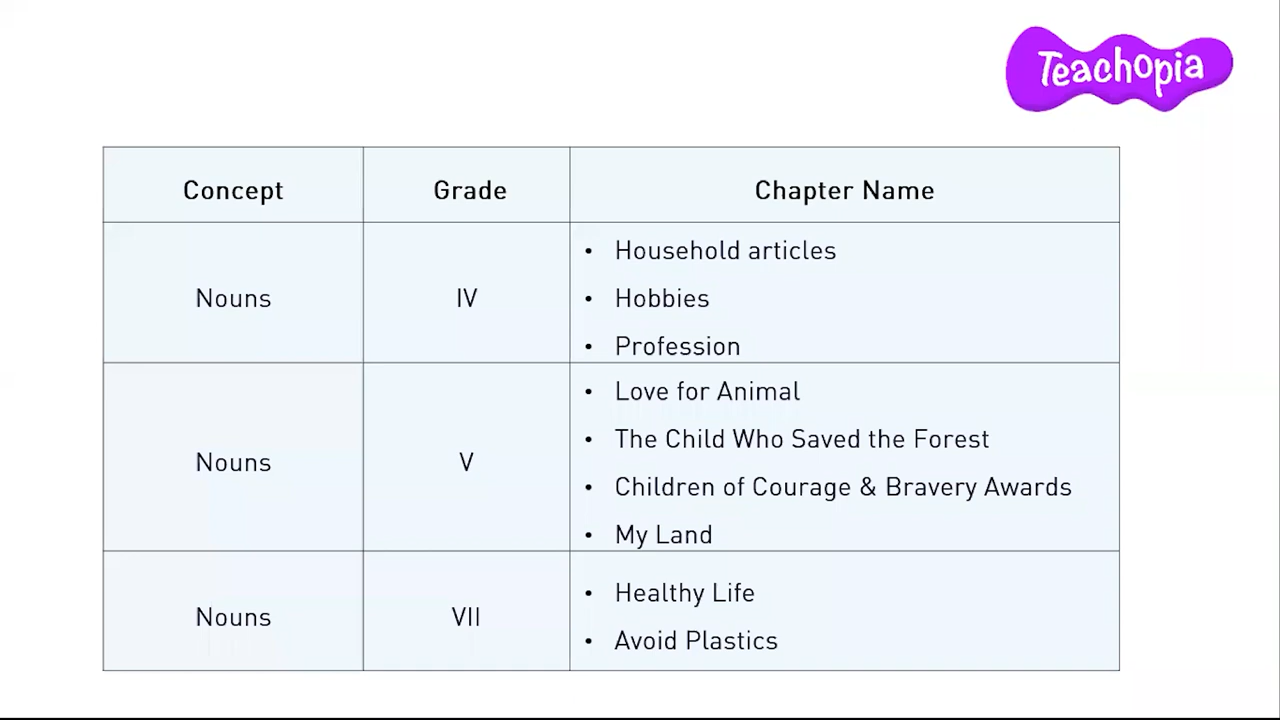 Teachopia
Concept Grade Chapter Name
Nouns IV
• Household articles
• Hobbies
• Profession
Nouns V
• Love for Animal
• The Child Who Saved the Forest
• Children of Courage & Bravery Awards
• My Land
Nouns VII
• Healthy Life
• Avoid Plastics